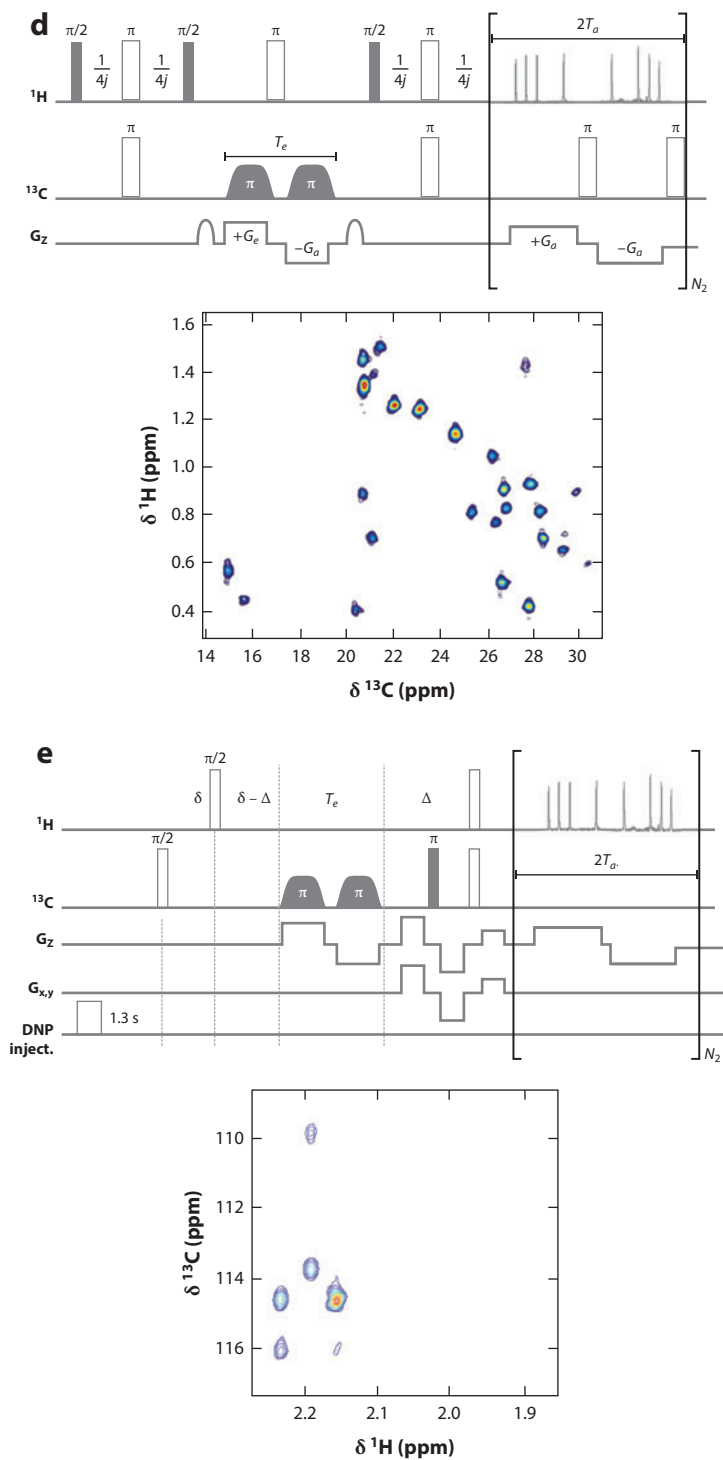 d
π/2 π π/2 π π/2 π 2Tₐ
1/4j 1/4j 1/4j 1/4j
¹H
π Tₑ π π π
π π
¹³C
G_Z +Gₑ –Gₐ +Gₐ –Gₐ
N₂
1.6
1.4
1.2
1.0
0.8
0.6
0.4
δ ¹H (ppm)
14 16 18 20 22 24 26 28 30
δ ¹³C (ppm)
e
π/2
δ δ – Δ Tₑ Δ
¹H
π/2 π
π π 2Tₐ.
¹³C
G_Z
G_x,y
1.3 s
DNP
inject.
N₂
110
112
114
116
δ ¹³C (ppm)
2.2 2.1 2.0 1.9
δ ¹H (ppm)